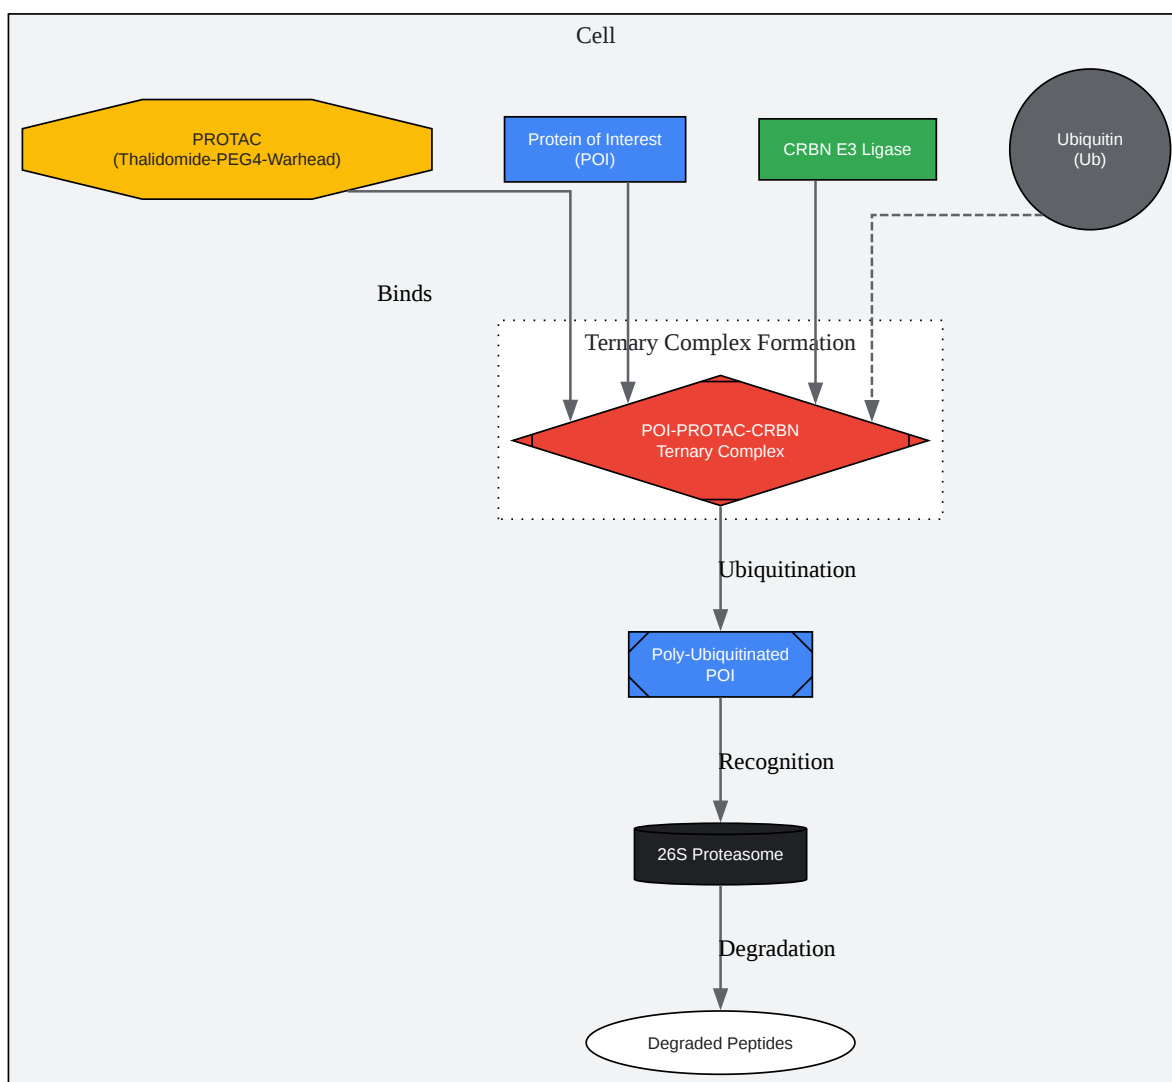 Cell
PROTAC
(Thalidomide-PEG4-Warhead)
Protein of Interest
(POI)
CRBN E3 Ligase
Ubiquitin
(Ub)
Binds
Ternary Complex Formation
POI-PROTAC-CRBN
Ternary Complex
Ubiquitination
Poly-Ubiquitinated
POI
Recognition
26S Proteasome
Degradation
Degraded Peptides